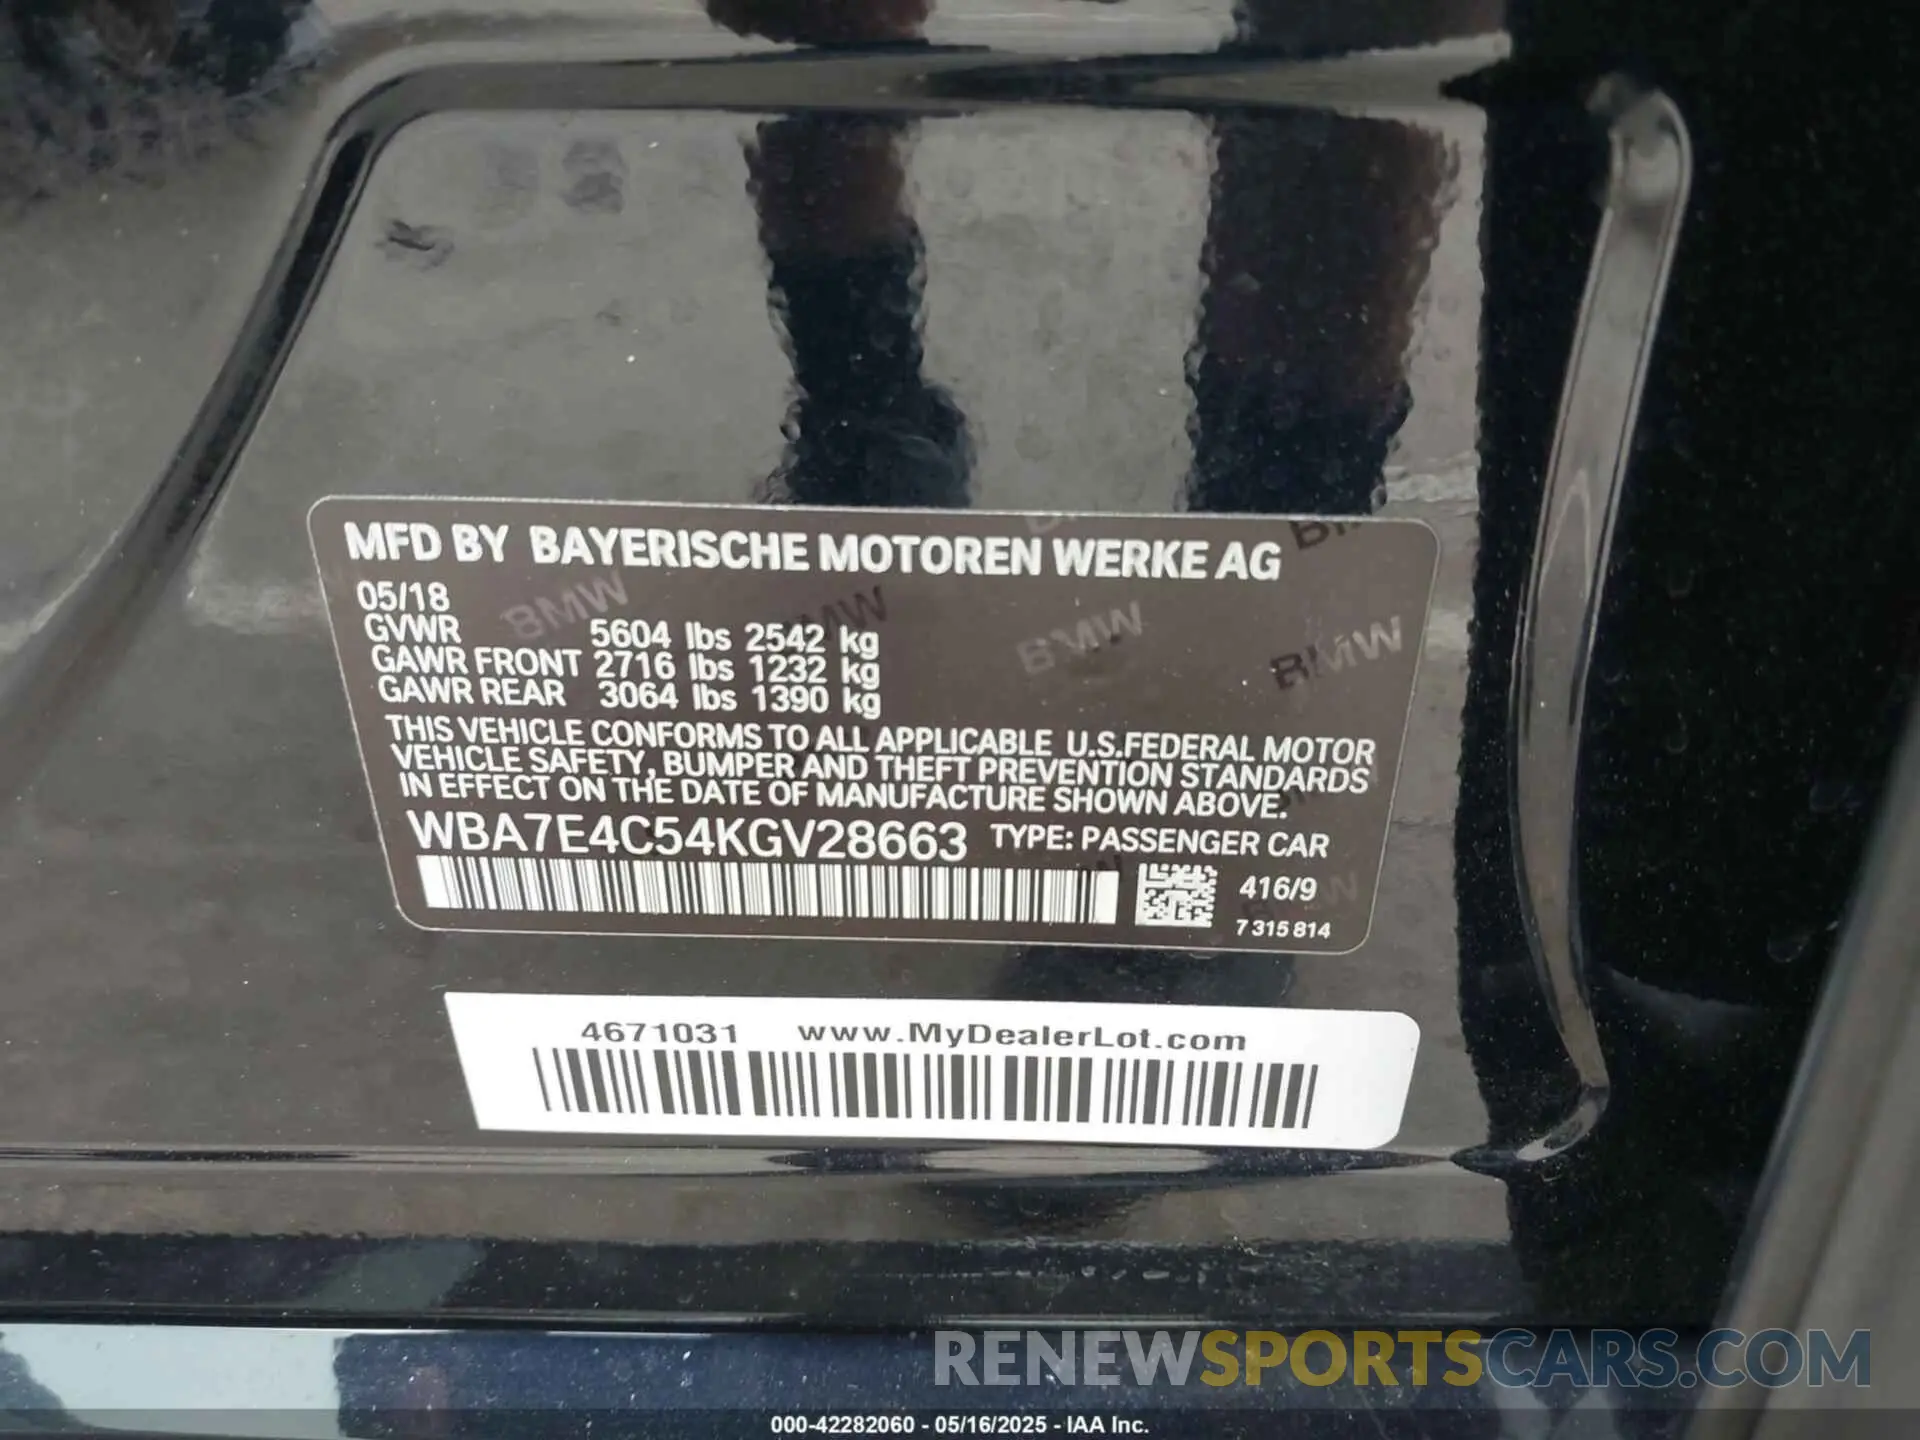 MFD BY BAYERISCHE MOTOREN WERKE AG
05/18
GVWR 5604 lbs 2542 kg
GAWR FRONT 2716 lbs 1232 kg
GAWR REAR 3064 lbs 1390 kg
THIS VEHICLE CONFORMS TO ALL APPLICABLE U.S.FEDERAL MOTOR
VEHICLE SAFETY, BUMPER AND THEFT PREVENTION STANDARDS
IN EFFECT ON THE DATE OF MANUFACTURE SHOWN ABOVE.
WBA7E4C54KGV28663 TYPE: PASSENGER CAR
416/9
7 315 814
4671031 www.MyDealerLot.com
RENEWSPORTSCARS.COM
000-42282060 - 05/16/2025 - IAA Inc.